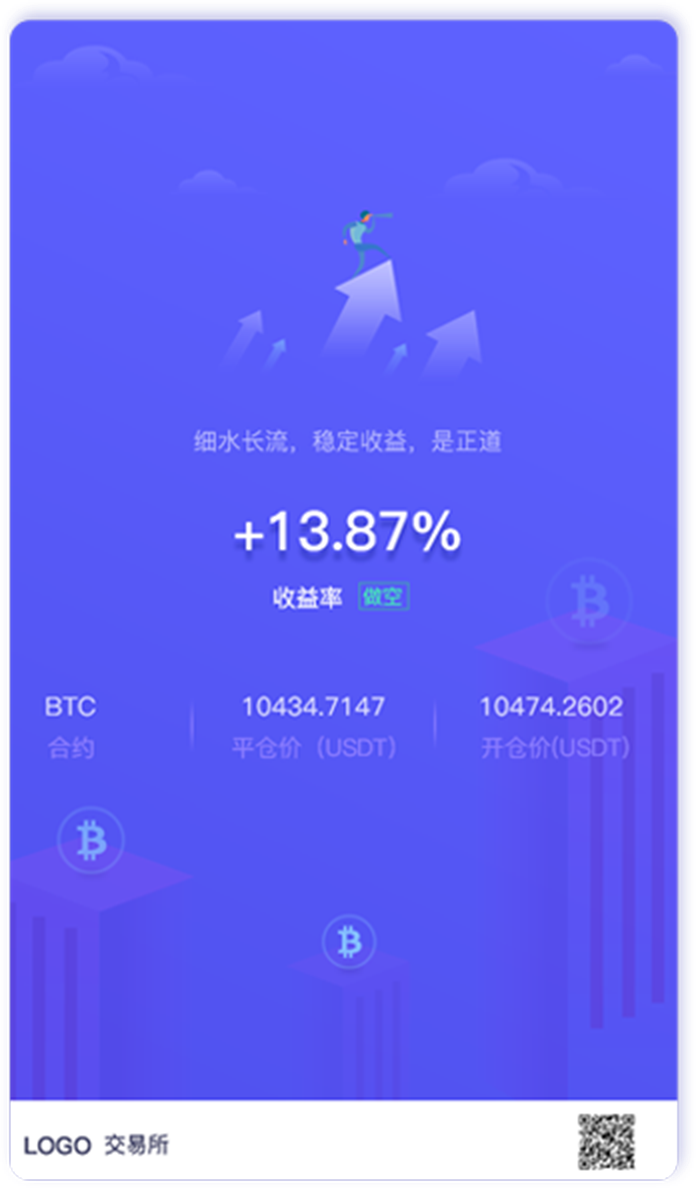 细水长流，稳定收益，是正道
+13.87%
收益率 做空
BTC 10434.7147 10474.2602
合约 平仓价（USDT） 开仓价(USDT)
LOGO 交易所